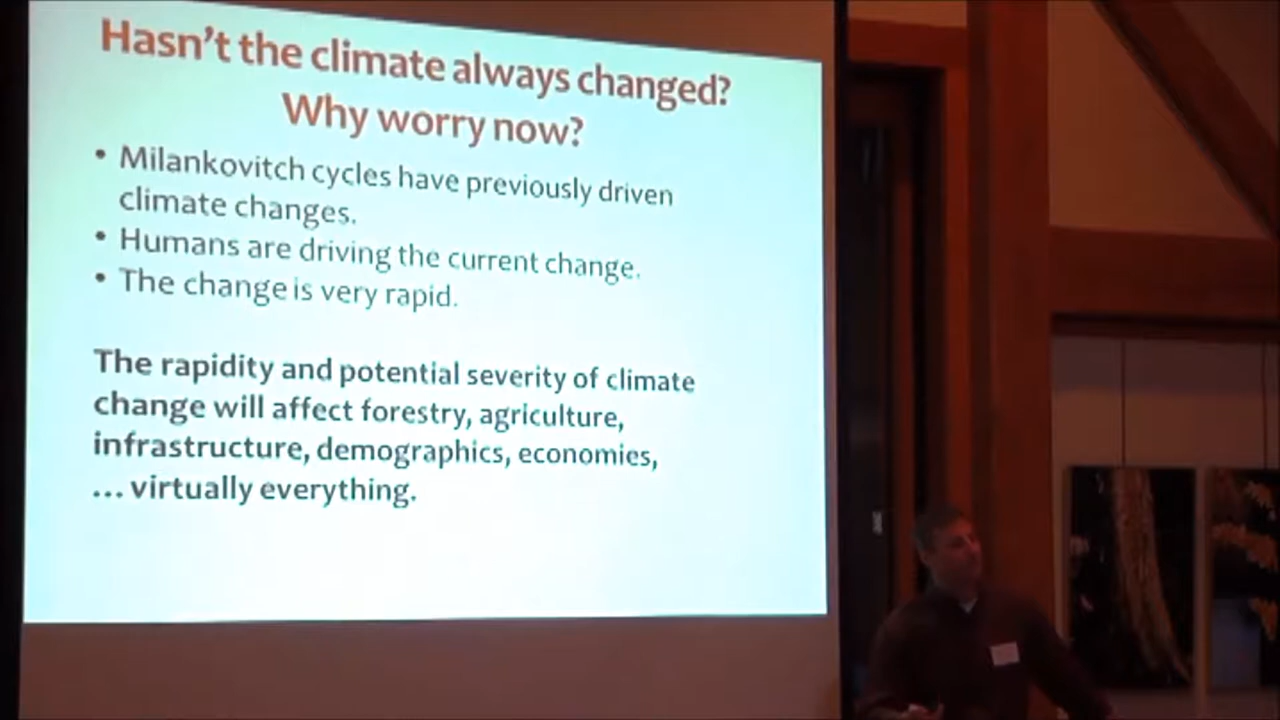 Hasn't the climate always changed?
Why worry now?
• Milankovitch cycles have previously driven
climate changes.
• Humans are driving the current change.
• The change is very rapid.
The rapidity and potential severity of climate
change will affect forestry, agriculture,
infrastructure, demographics, economies,
... virtually everything.